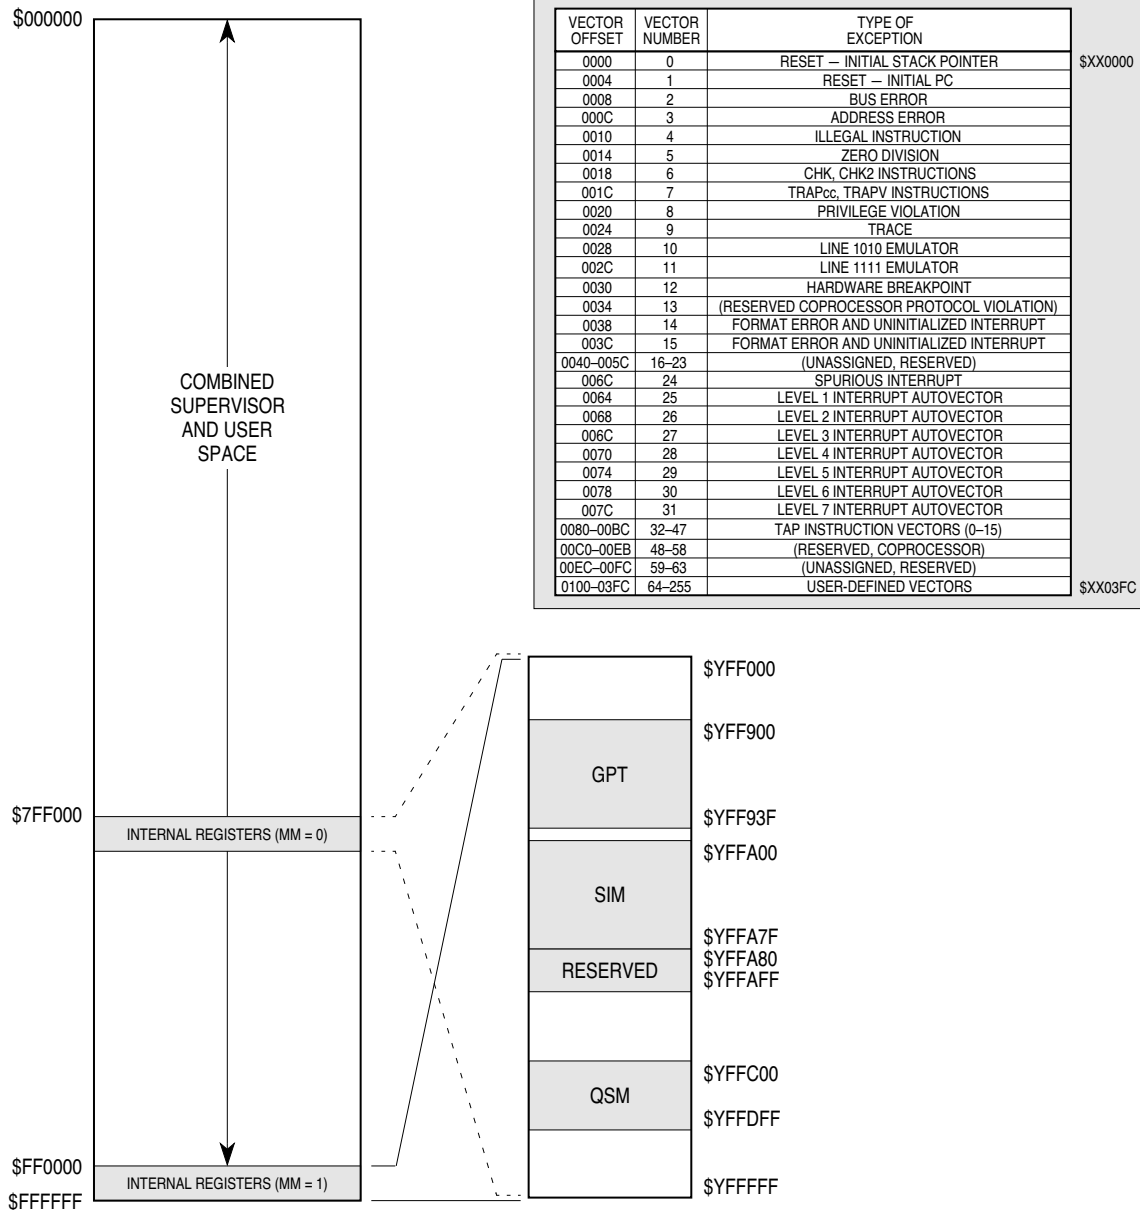 $000000
COMBINED
SUPERVISOR
AND USER
SPACE
$7FF000
INTERNAL REGISTERS (MM = 0)
$FF0000
INTERNAL REGISTERS (MM = 1)
$FFFFFF
VECTOR OFFSET VECTOR NUMBER TYPE OF EXCEPTION
0000 0 RESET — INITIAL STACK POINTER $XX0000
0004 1 RESET — INITIAL PC
0008 2 BUS ERROR
000C 3 ADDRESS ERROR
0010 4 ILLEGAL INSTRUCTION
0014 5 ZERO DIVISION
0018 6 CHK, CHK2 INSTRUCTIONS
001C 7 TRAPcc, TRAPV INSTRUCTIONS
0020 8 PRIVILEGE VIOLATION
0024 9 TRACE
0028 10 LINE 1010 EMULATOR
002C 11 LINE 1111 EMULATOR
0030 12 HARDWARE BREAKPOINT
0034 13 (RESERVED COPROCESSOR PROTOCOL VIOLATION)
0038 14 FORMAT ERROR AND UNINITIALIZED INTERRUPT
003C 15 FORMAT ERROR AND UNINITIALIZED INTERRUPT
0040–005C 16–23 (UNASSIGNED, RESERVED)
006C 24 SPURIOUS INTERRUPT
0064 25 LEVEL 1 INTERRUPT AUTOVECTOR
0068 26 LEVEL 2 INTERRUPT AUTOVECTOR
006C 27 LEVEL 3 INTERRUPT AUTOVECTOR
0070 28 LEVEL 4 INTERRUPT AUTOVECTOR
0074 29 LEVEL 5 INTERRUPT AUTOVECTOR
0078 30 LEVEL 6 INTERRUPT AUTOVECTOR
007C 31 LEVEL 7 INTERRUPT AUTOVECTOR
0080–00BC 32–47 TAP INSTRUCTION VECTORS (0–15)
00C0–00EB 48–58 (RESERVED, COPROCESSOR)
00EC–00FC 59–63 (UNASSIGNED, RESERVED)
0100–03FC 64–255 USER-DEFINED VECTORS $XX03FC
$YFF000
$YFF900
GPT
$YFF93F
$YFFA00
SIM
$YFFA7F
$YFFA80
RESERVED
$YFFAFF
$YFFC00
QSM
$YFFDFF
$YFFFFF